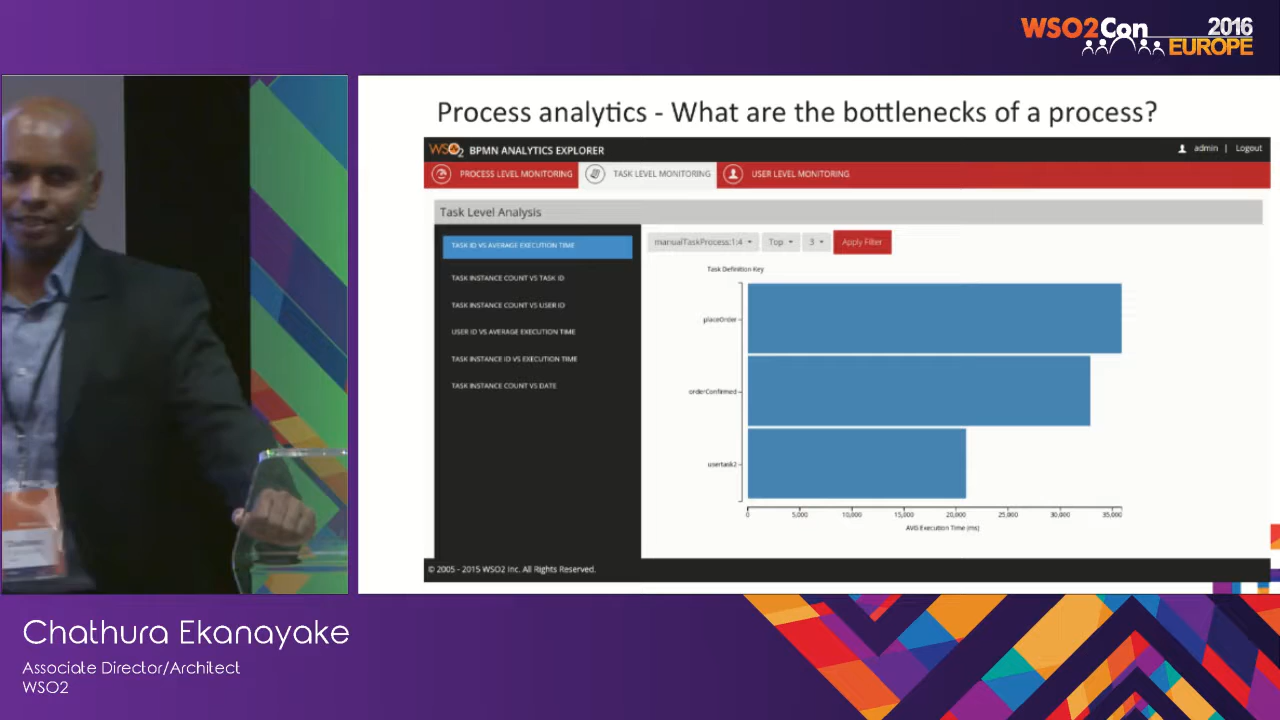 WSO2Con 2016
EUROPE
Process analytics - What are the bottlenecks of a process?
WSO2 BPMN ANALYTICS EXPLORER
admin | Logout
PROCESS LEVEL MONITORING
TASK LEVEL MONITORING
USER LEVEL MONITORING
Task Level Analysis
TASK ID VS AVERAGE EXECUTION TIME
TASK INSTANCE COUNT VS TASK ID
TASK INSTANCE COUNT VS USER ID
USER ID VS AVERAGE EXECUTION TIME
TASK INSTANCE ID VS EXECUTION TIME
TASK INSTANCE COUNT VS DATE
manualTaskProcess:1:4 Top 3 Apply Filter
Task Definition Key
placeOrder
orderConfirmed
usertask2
0 5,000 10,000 15,000 20,000 25,000 30,000 35,000
AVG Execution Time (ms)
© 2005 - 2015 WSO2 Inc. All Rights Reserved.
Chathura Ekanayake
Associate Director/Architect
WSO2